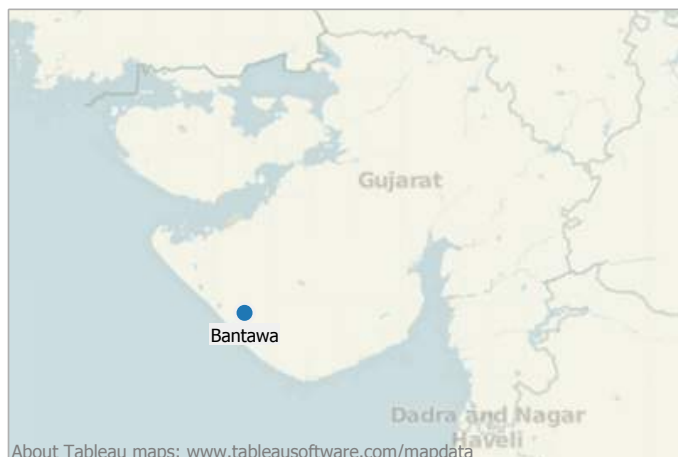 Gujarat
Bantawa
Dadra and Nagar
Haveli
About Tableau maps: www.tableausoftware.com/mapdata